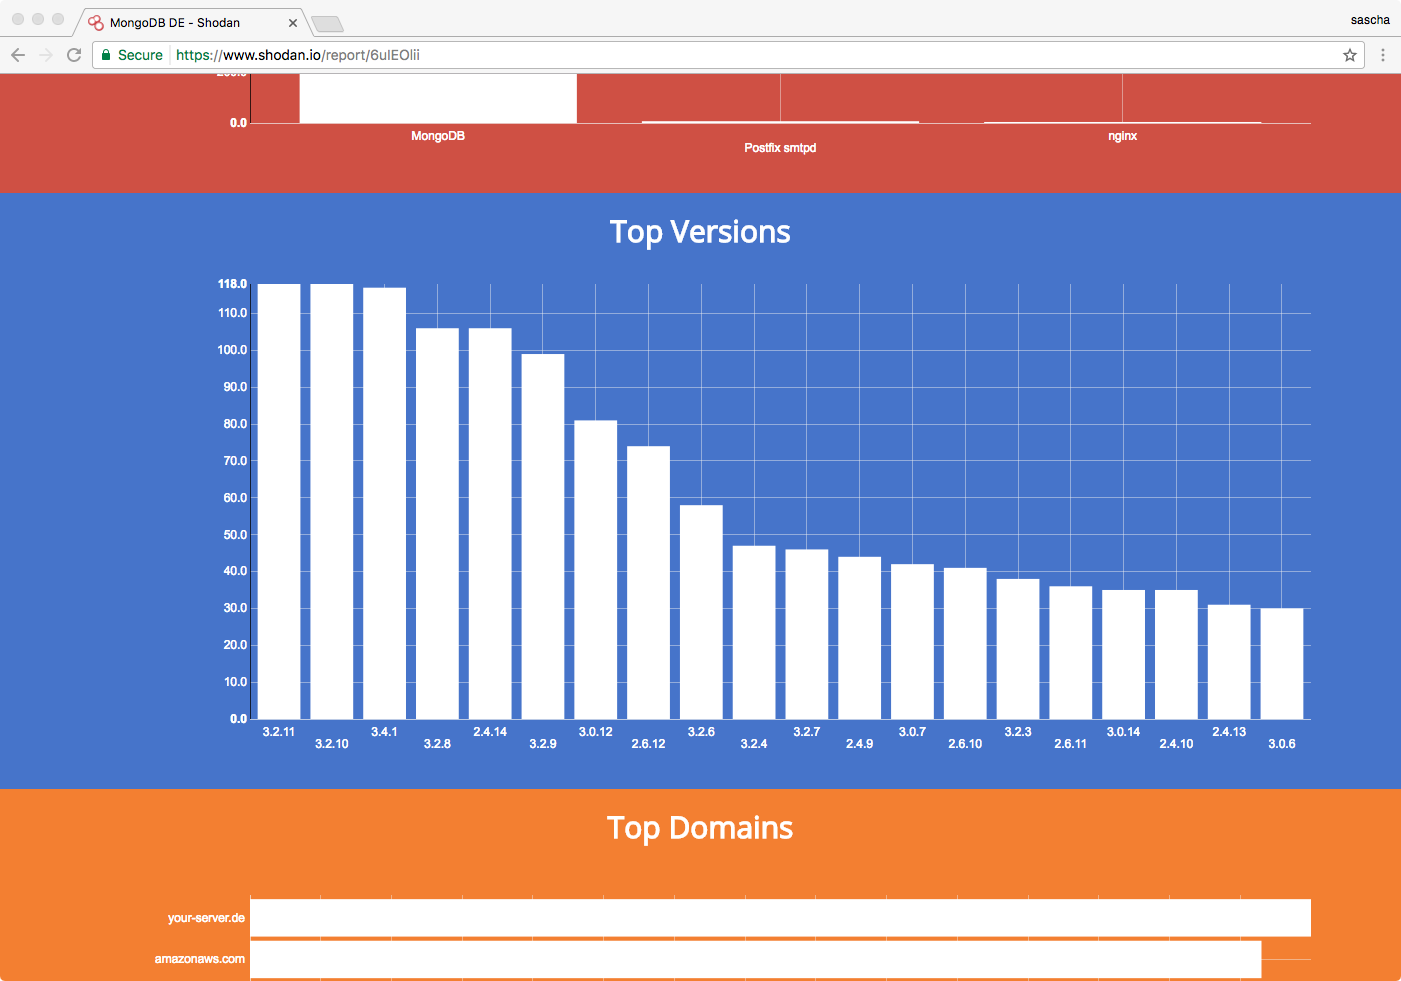 MongoDB DE - Shodan
sascha
Secure https://www.shodan.io/report/6uIEOIii
0.0
MongoDB
Postfix smtpd
nginx
Top Versions
118.0
110.0
100.0
90.0
80.0
70.0
60.0
50.0
40.0
30.0
20.0
10.0
0.0
3.2.11 3.4.1 2.4.14 3.0.12 3.2.6 3.2.7 3.0.7 3.2.3 3.0.14 2.4.13
3.2.10 3.2.8 3.2.9 2.6.12 3.2.4 2.4.9 2.6.10 2.6.11 2.4.10 3.0.6
Top Domains
your-server.de
amazonaws.com